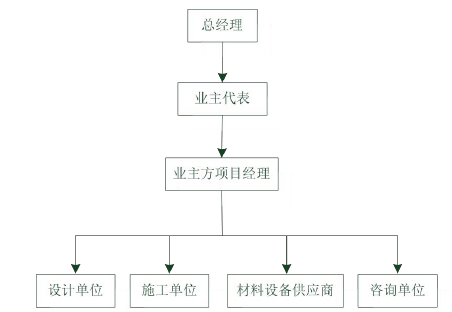 总经理
业主代表
业主方项目经理
设计单位
施工单位
材料设备供应商
咨询单位